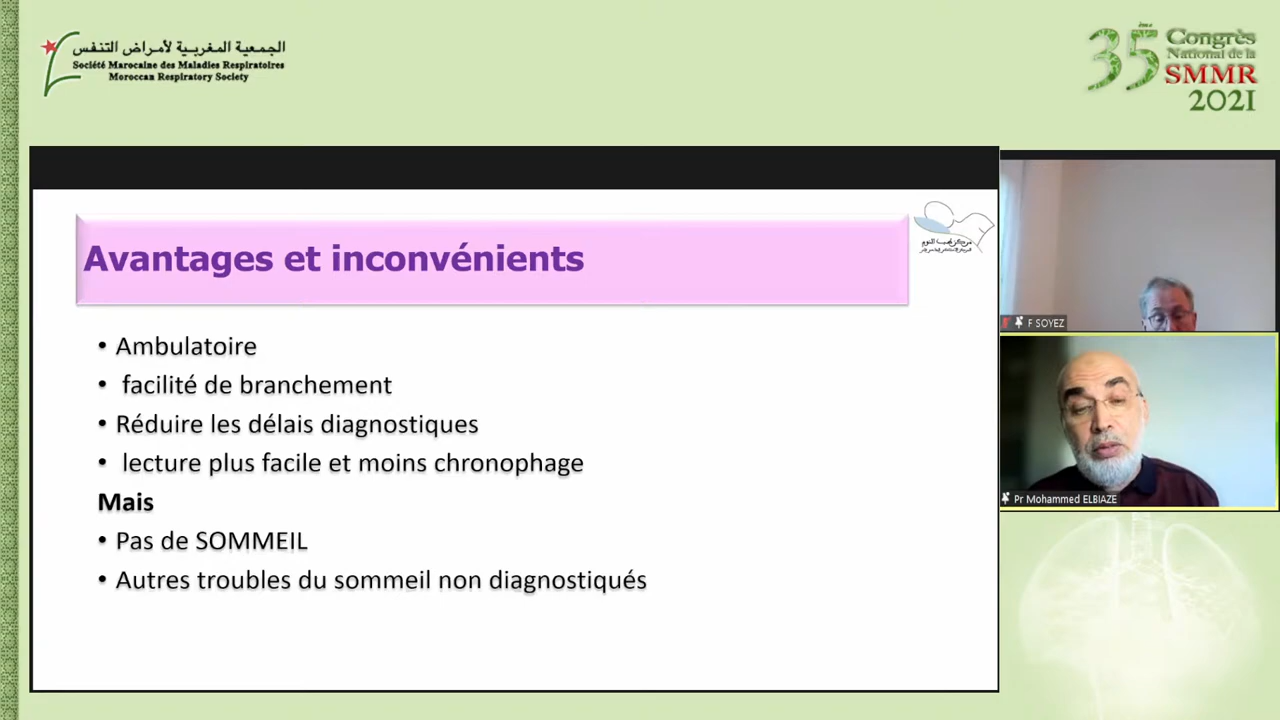 الجمعية المغربية لأمراض التنفس
Société Marocaine des Maladies Respiratoires
Moroccan Respiratory Society
35 ème Congrès
National de la
SMMR
2021
Avantages et inconvénients
• Ambulatoire
• facilité de branchement
• Réduire les délais diagnostiques
• lecture plus facile et moins chronophage
Mais
• Pas de SOMMEIL
• Autres troubles du sommeil non diagnostiqués
F SOYEZ
Pr Mohammed ELBIAZE